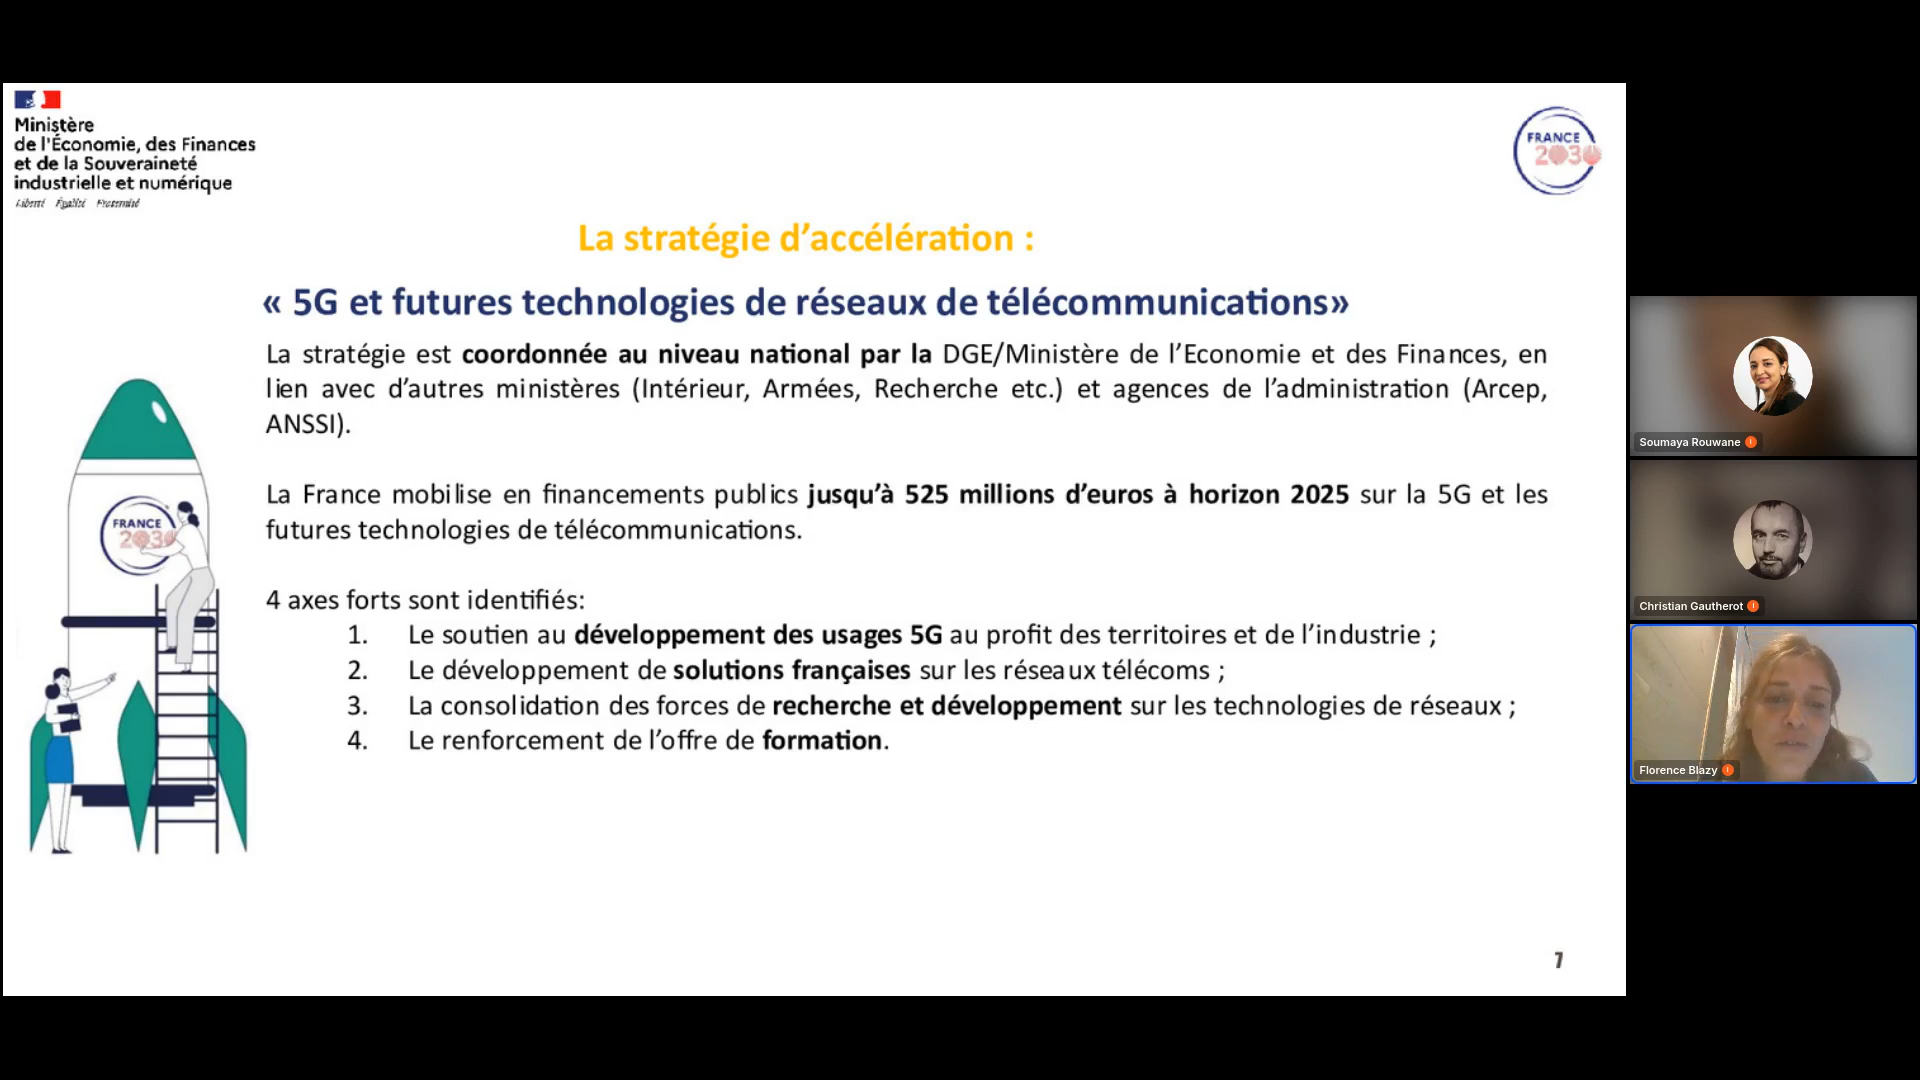 Ministère
de l'Économie, des Finances
et de la Souveraineté
industrielle et numérique
Liberté Égalité Fraternité
FRANCE
2030
La stratégie d’accélération :
« 5G et futures technologies de réseaux de télécommunications»
La stratégie est coordonnée au niveau national par la DGE/Ministère de l’Economie et des Finances, en
lien avec d’autres ministères (Intérieur, Armées, Recherche etc.) et agences de l’administration (Arcep,
ANSSI).
La France mobilise en financements publics jusqu’à 525 millions d’euros à horizon 2025 sur la 5G et les
futures technologies de télécommunications.
4 axes forts sont identifiés:
1. Le soutien au développement des usages 5G au profit des territoires et de l’industrie ;
2. Le développement de solutions françaises sur les réseaux télécoms ;
3. La consolidation des forces de recherche et développement sur les technologies de réseaux ;
4. Le renforcement de l’offre de formation.
FRANCE
2030
7
Soumaya Rouwane
Christian Gautherot
Florence Blazy